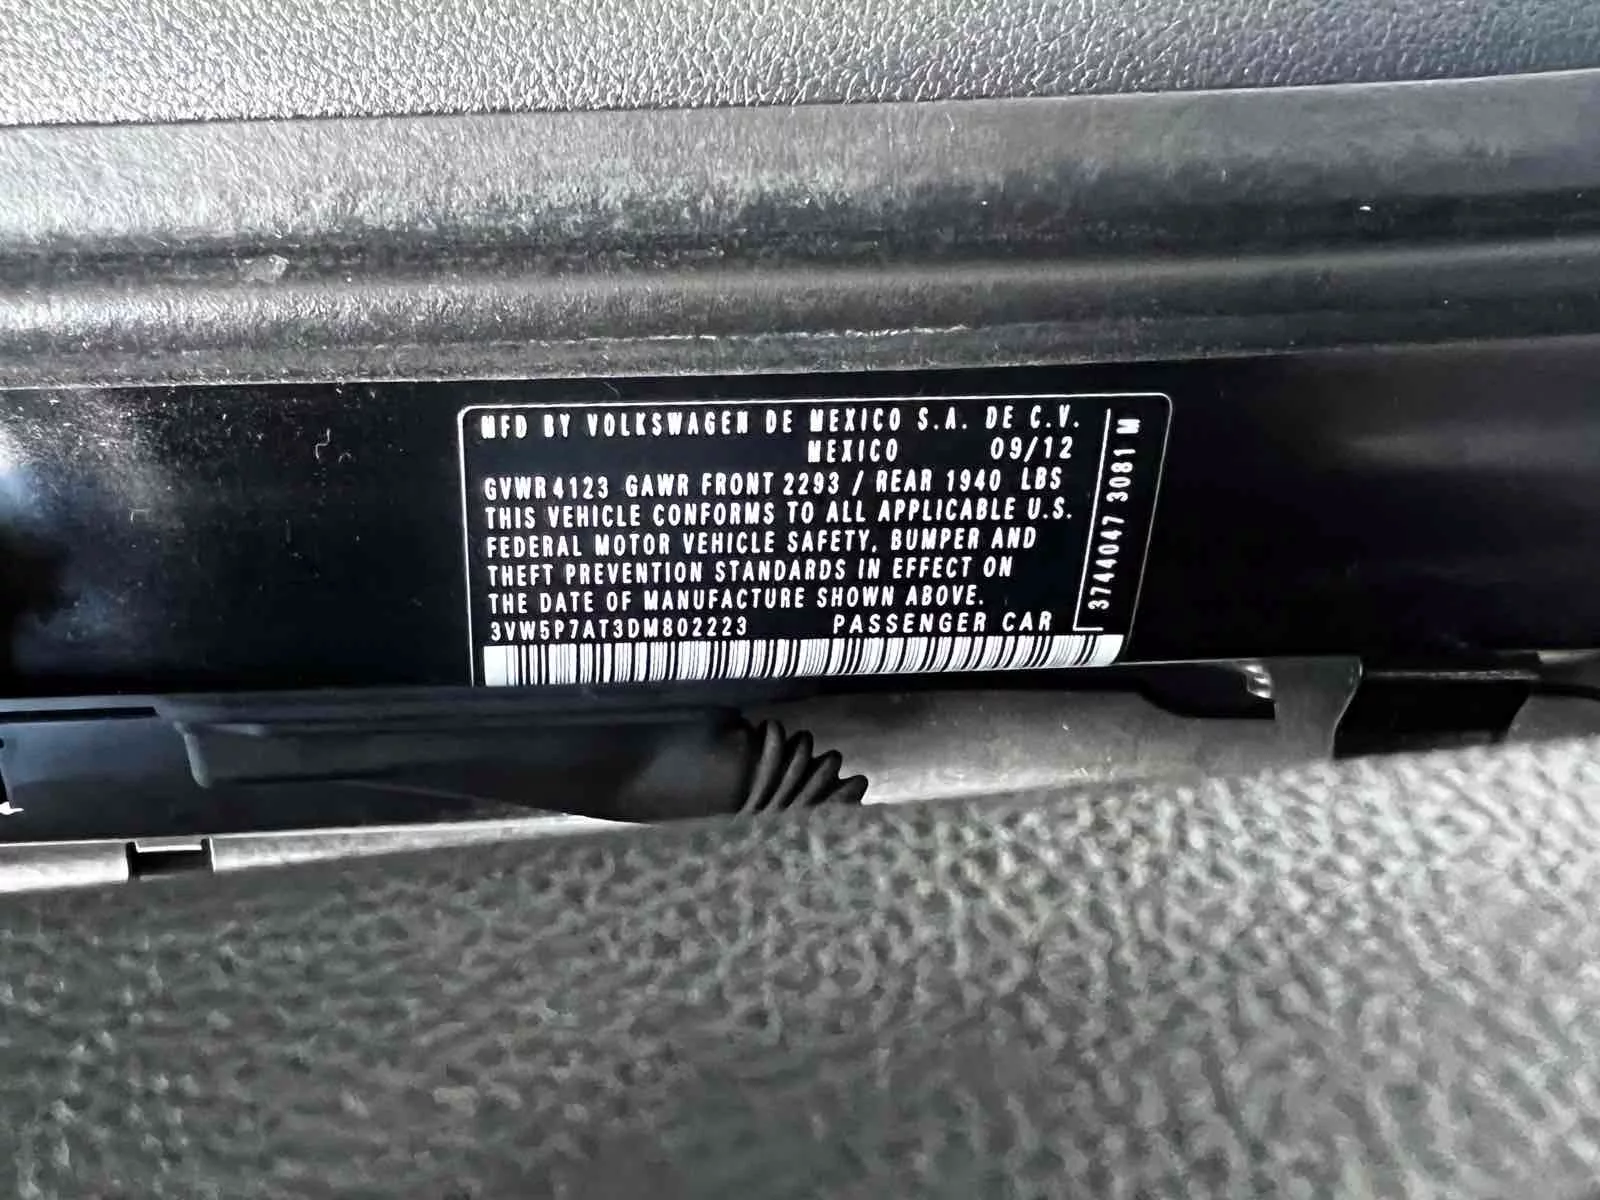 MFD BY VOLKSWAGEN DE MEXICO S.A. DE C.V.
MEXICO 09/12
GVWR 4123 GAWR FRONT 2293 / REAR 1940 LBS
THIS VEHICLE CONFORMS TO ALL APPLICABLE U.S.
FEDERAL MOTOR VEHICLE SAFETY, BUMPER AND
THEFT PREVENTION STANDARDS IN EFFECT ON
THE DATE OF MANUFACTURE SHOWN ABOVE.
3VW5P7AT3DM802223 PASSENGER CAR
3744047 3081 M